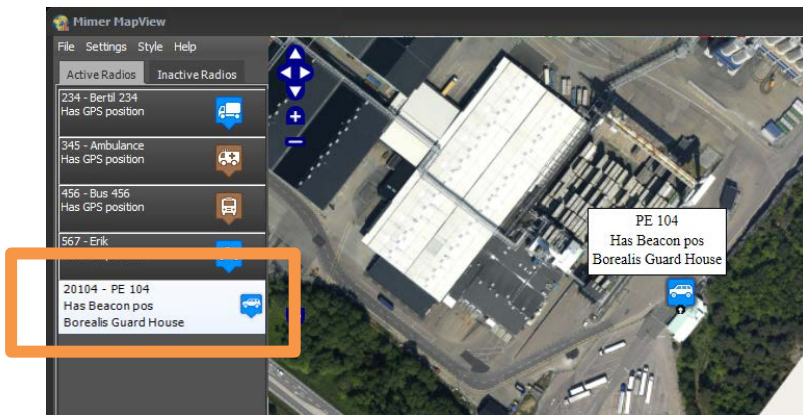 Mimer MapView
File Settings Style Help
Active Radios Inactive Radios
234 - Bertil 234
Has GPS position
345 - Ambulance
Has GPS position
456 - Bus 456
Has GPS position
567 - Erik
20104 - PE 104
Has Beacon pos
Borealis Guard House
PE 104
Has Beacon pos
Borealis Guard House